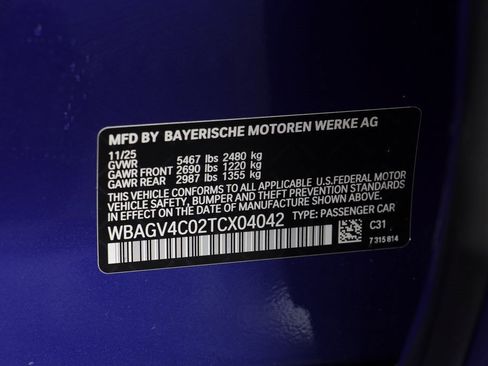 MFD BY BAYERISCHE MOTOREN WERKE AG
11/25
GVWR 5467 lbs 2480 kg
GAWR FRONT 2690 lbs 1220 kg
GAWR REAR 2987 lbs 1355 kg
THIS VEHICLE CONFORMS TO ALL APPLICABLE U.S.FEDERAL MOTOR
VEHICLE SAFETY, BUMPER AND THEFT PREVENTION STANDARDS
IN EFFECT ON THE DATE OF MANUFACTURE SHOWN ABOVE.
WBAGV4C02TCX04042 TYPE: PASSENGER CAR
C31
7 315 814